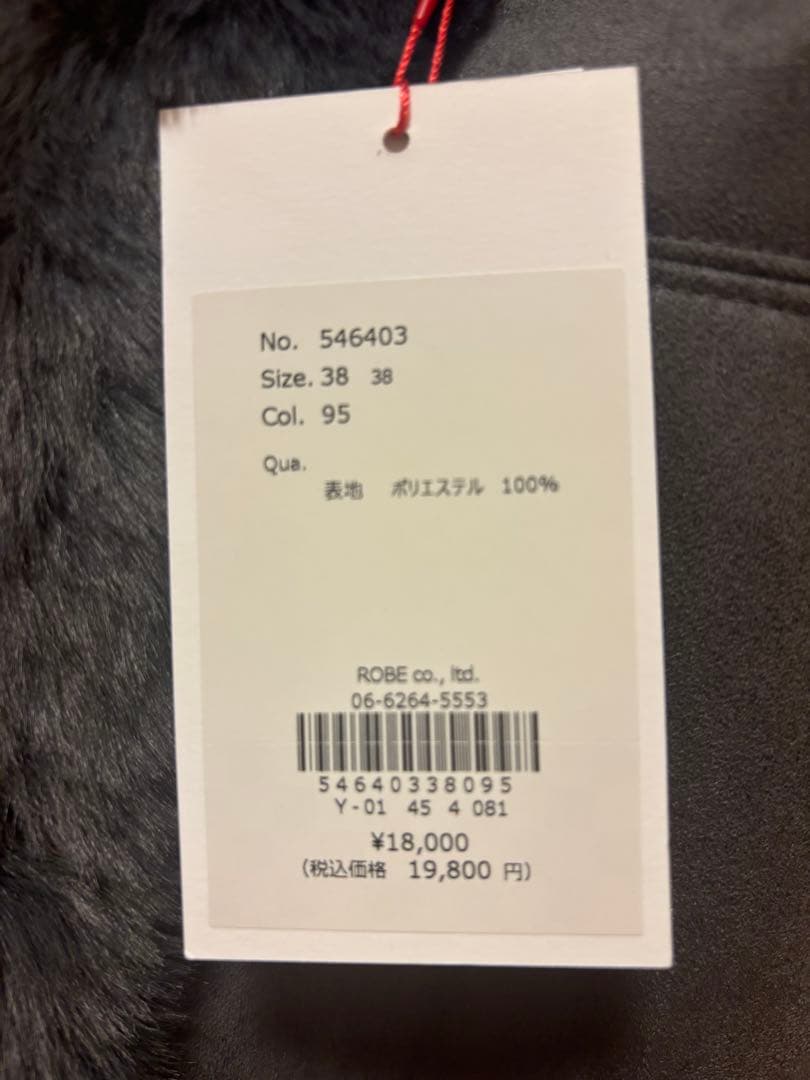 No. 546403
Size. 38 38
Col. 95
Qua.
表地 ポリエステル 100%
ROBE co., ltd.
06-6264-5553
54640338095
Y-01 45 4 081
¥18,000
(税込価格 19,800 円)